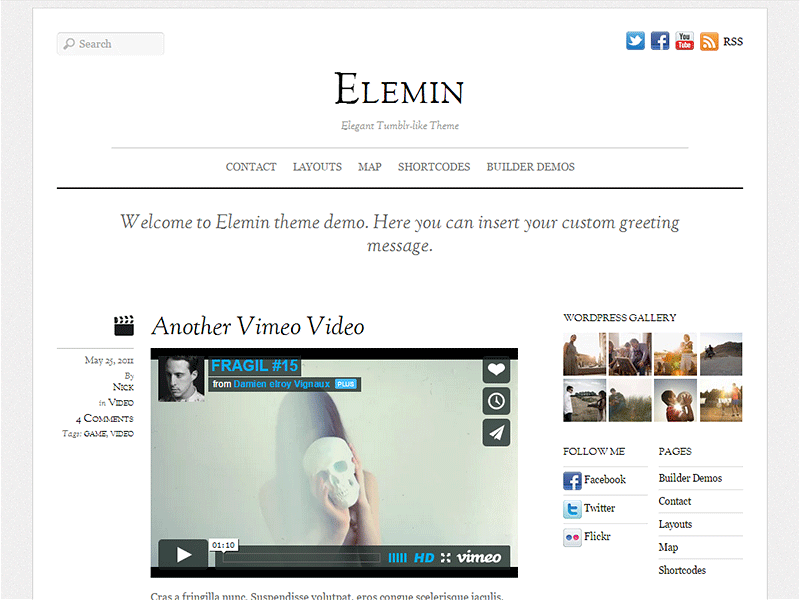 Search
You
Tube
RSS
ELEMIN
Elegant Tumblr-like Theme
CONTACT LAYOUTS MAP SHORTCODES BUILDER DEMOS
Welcome to Elemin theme demo. Here you can insert your custom greeting
message.
Another Vimeo Video
May 25, 2011
By
NICK
in VIDEO
4 COMMENTS
Tags: GAME, VIDEO
FRAGIL #15
from Damien elroy Vignaux PLUS
01:10
HD vimeo
Cras a fringilla nunc. Suspendisse volutpat, eros congue scelerisque iaculis,
WORDPRESS GALLERY
FOLLOW ME
Facebook
Twitter
Flickr
PAGES
Builder Demos
Contact
Layouts
Map
Shortcodes